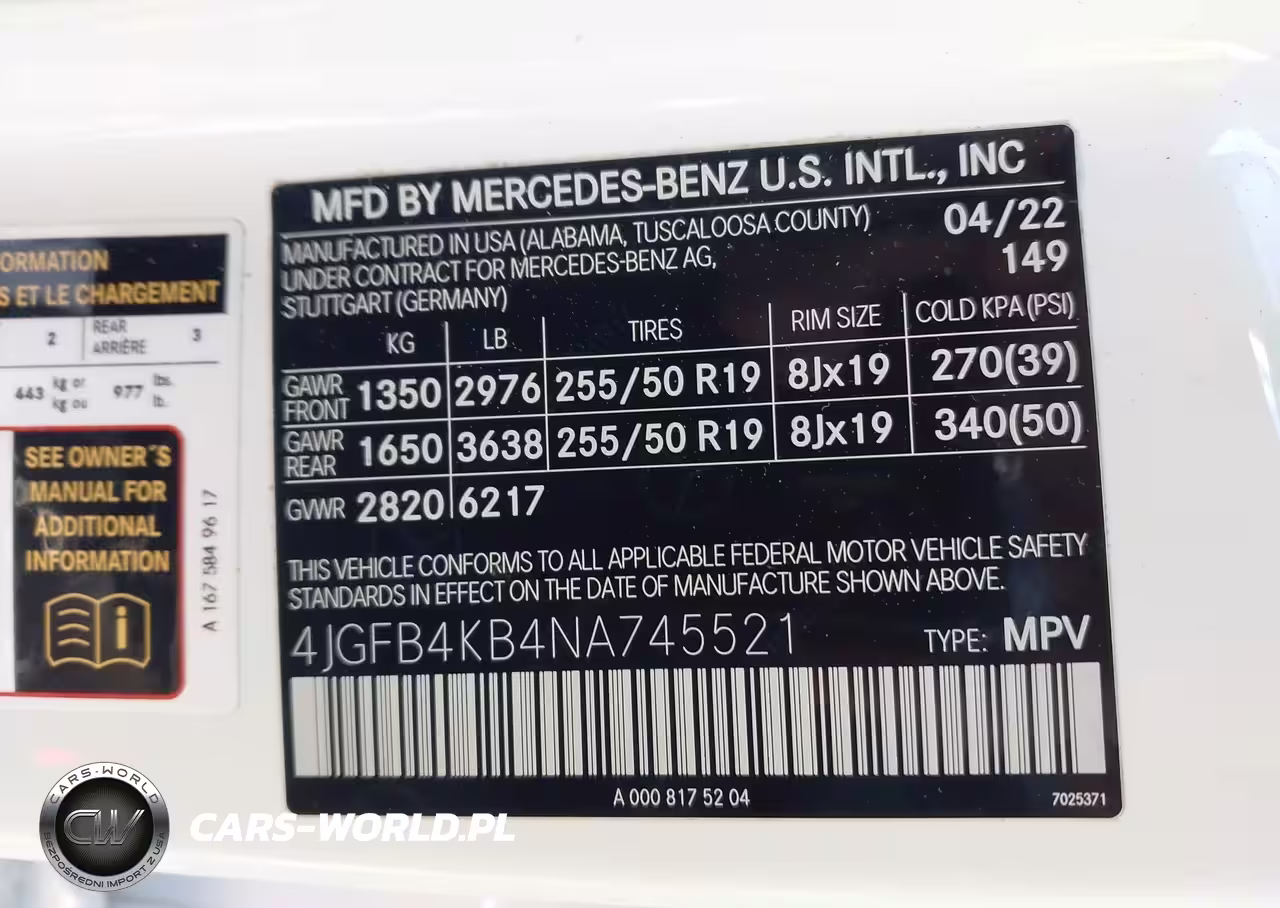 ORMATION
S ET LE CHARGEMENT
2 REAR ARRIÈRE 3
443 kg or kg ou 977 lbs. lb.
SEE OWNER´S
MANUAL FOR
ADDITIONAL
INFORMATION
A 167 584 96 17
MFD BY MERCEDES-BENZ U.S. INTL., INC
MANUFACTURED IN USA (ALABAMA, TUSCALOOSA COUNTY) 04/22
UNDER CONTRACT FOR MERCEDES-BENZ AG, 149
STUTTGART (GERMANY)
KG LB TIRES RIM SIZE COLD KPA (PSI)
GAWR FRONT 1350 2976 255/50 R19 8Jx19 270(39)
GAWR REAR 1650 3638 255/50 R19 8Jx19 340(50)
GVWR 2820 6217
THIS VEHICLE CONFORMS TO ALL APPLICABLE FEDERAL MOTOR VEHICLE SAFETY
STANDARDS IN EFFECT ON THE DATE OF MANUFACTURE SHOWN ABOVE.
4JGFB4KB4NA745521 TYPE: MPV
A 000 817 52 04 7025371
CARS-WORLD
CW
BEZPOŚREDNI IMPORT Z USA
CARS-WORLD.PL